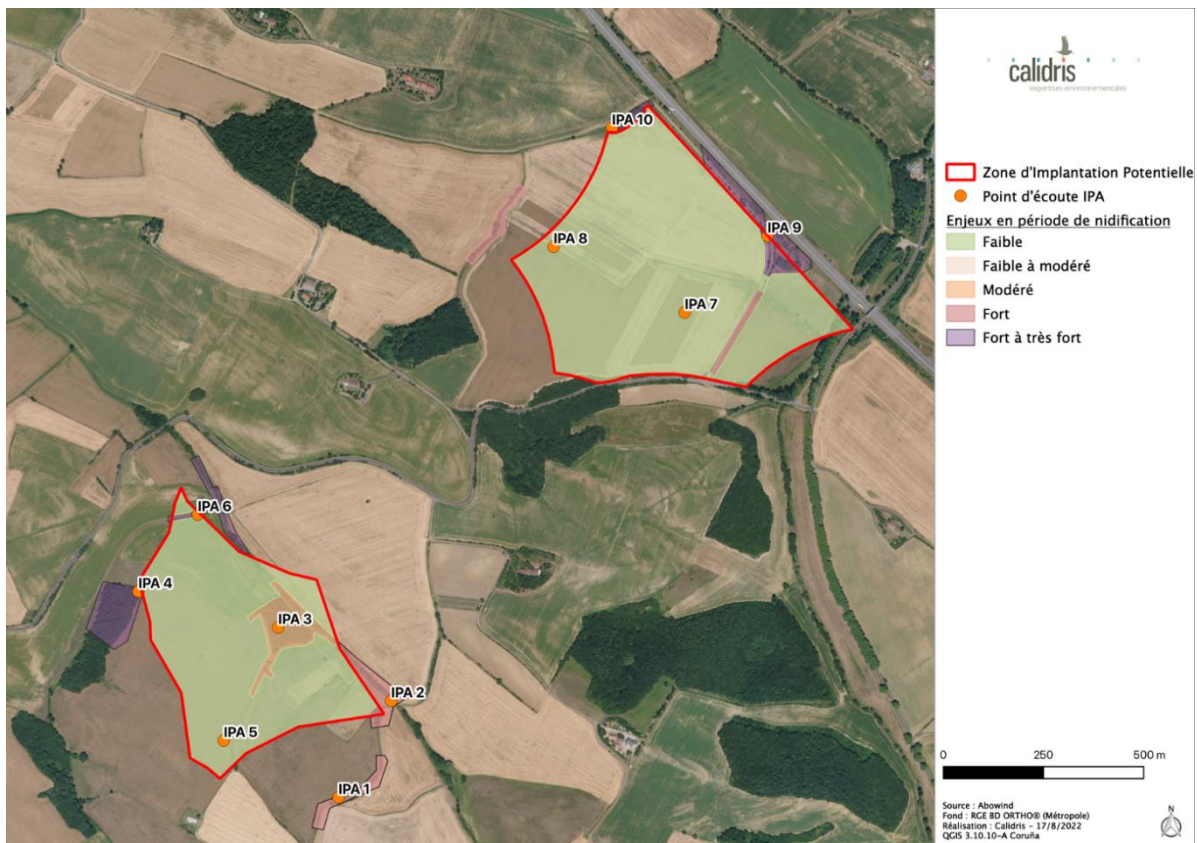 IPA 10
IPA 9
IPA 8
IPA 7
IPA 6
IPA 4
IPA 3
IPA 2
IPA 5
IPA 1
calidris
expertises environnementales
Zone d'Implantation Potentielle
Point d'écoute IPA
Enjeux en période de nidification
Faible
Faible à modéré
Modéré
Fort
Fort à très fort
0 250 500 m
Source : Abowind
Fond : RGE BD ORTHO® (Métropole)
Réalisation : Calidris - 17/8/2022
QGIS 3.10.10-A Coruña
N